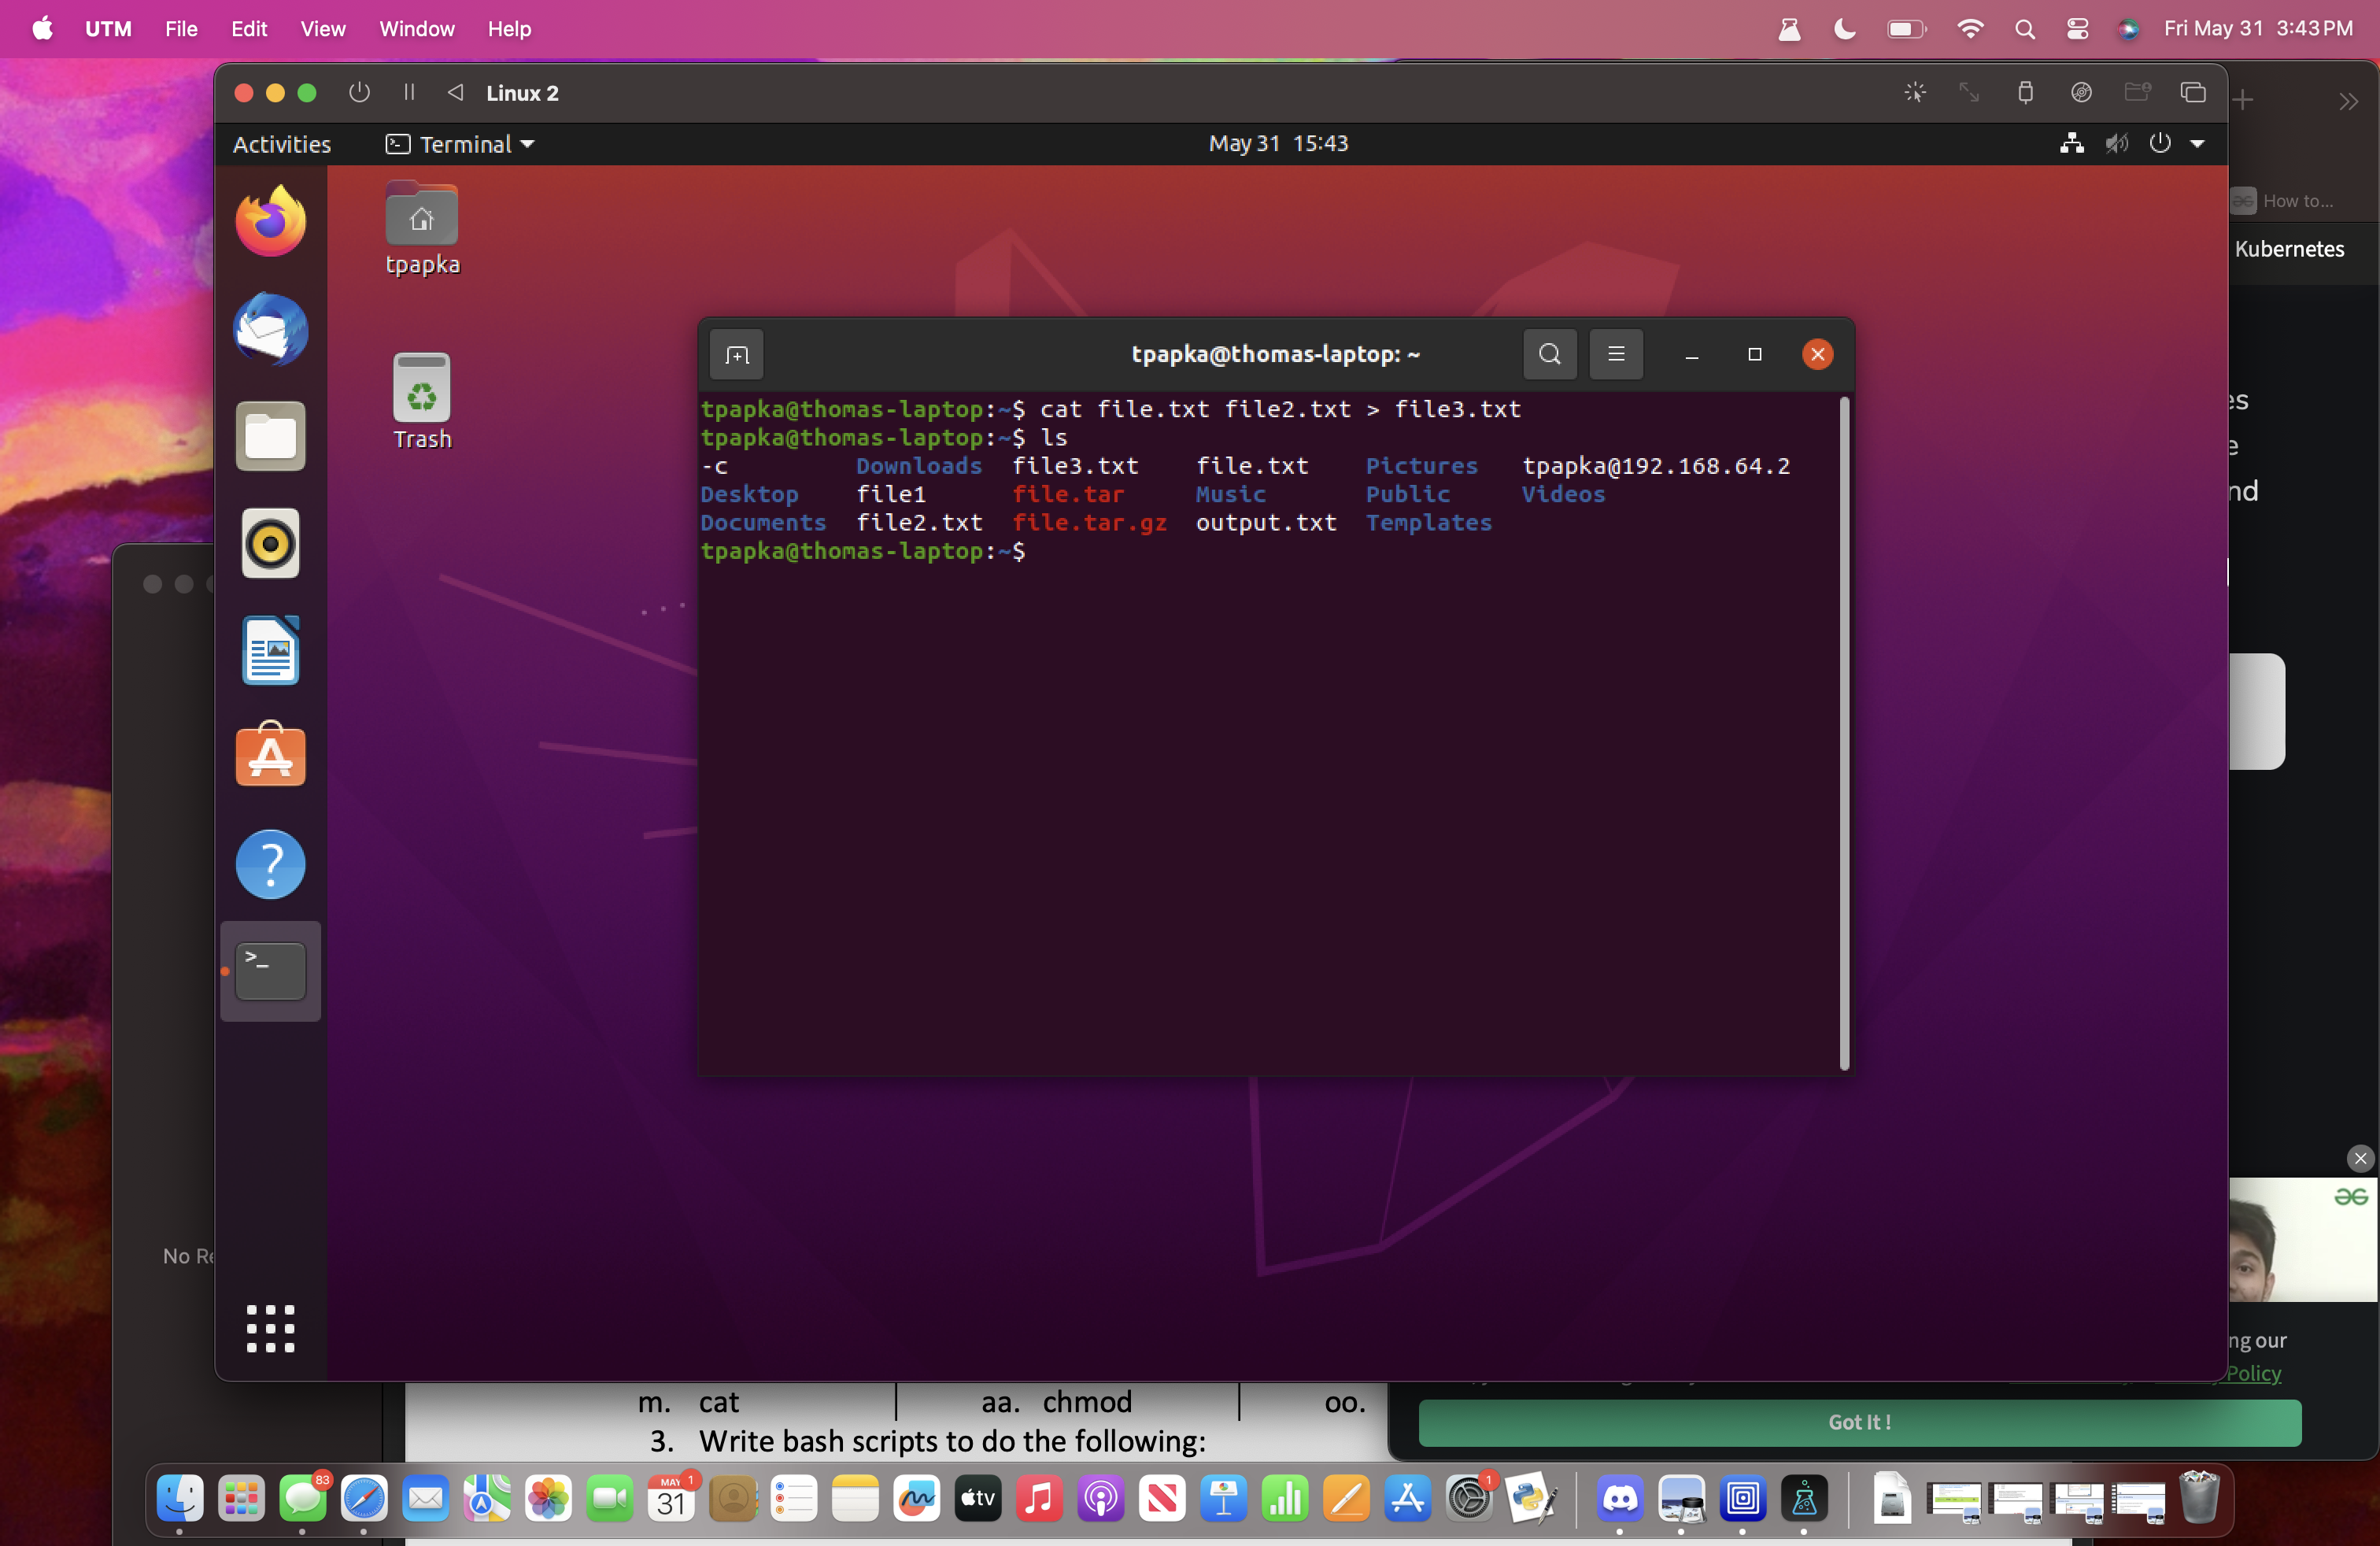 UTM File Edit View Window Help Fri May 31 3:43 PM
Linux 2
Activities Terminal May 31 15:43
How to...
Kubernetes
tpapka
Trash
tpapka@thomas-laptop: ~
tpapka@thomas-laptop:~$ cat file.txt file2.txt > file3.txt
tpapka@thomas-laptop:~$ ls
-c Downloads file3.txt file.txt Pictures tpapka@192.168.64.2
Desktop file1 file.tar Music Public Videos
Documents file2.txt file.tar.gz output.txt Templates
tpapka@thomas-laptop:~$
>_
es
e
nd
No Re
ng our
Policy
m. cat aa. chmod oo.
Got It !
3. Write bash scripts to do the following:
83
MAY 1
31
tv
1